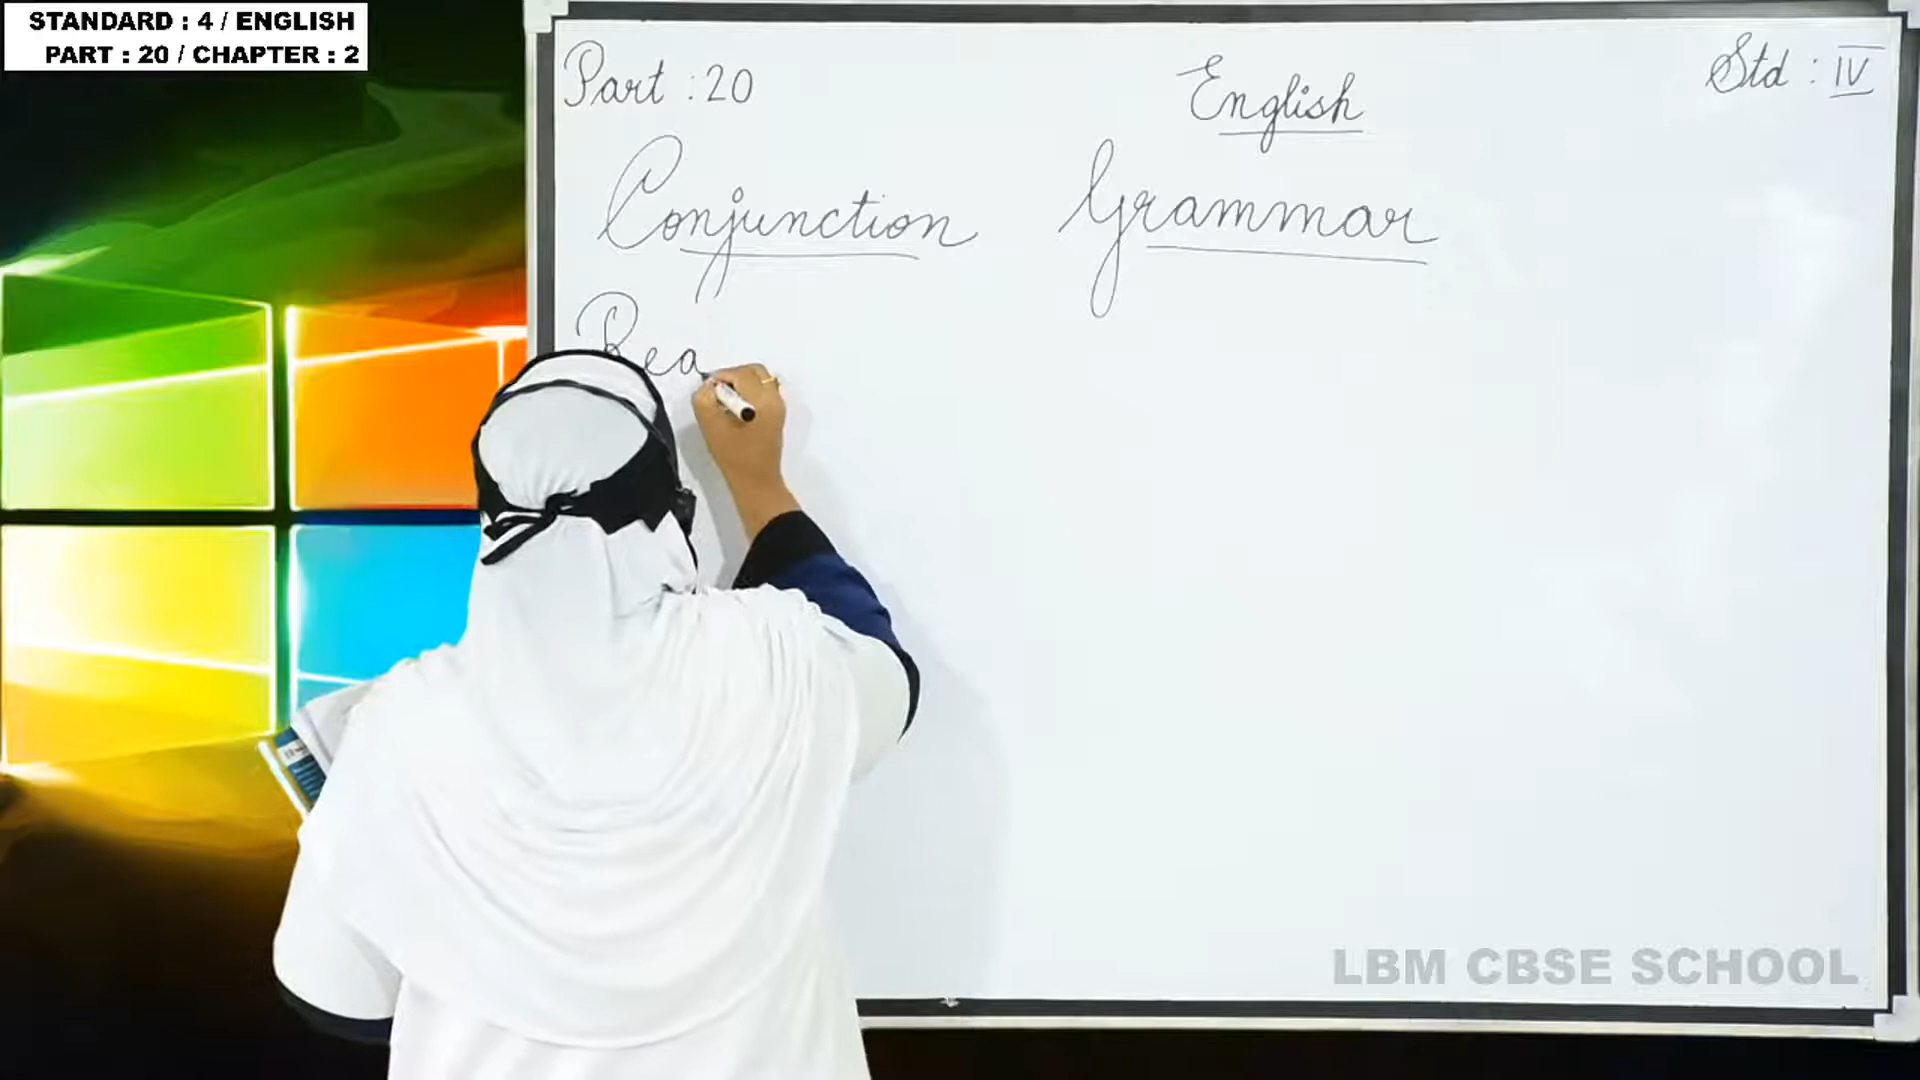 STANDARD : 4 / ENGLISH
PART : 20 / CHAPTER : 2
Part : 20
English
Std : IV
Conjunction
Grammar
Rea
LBM CBSE SCHOOL